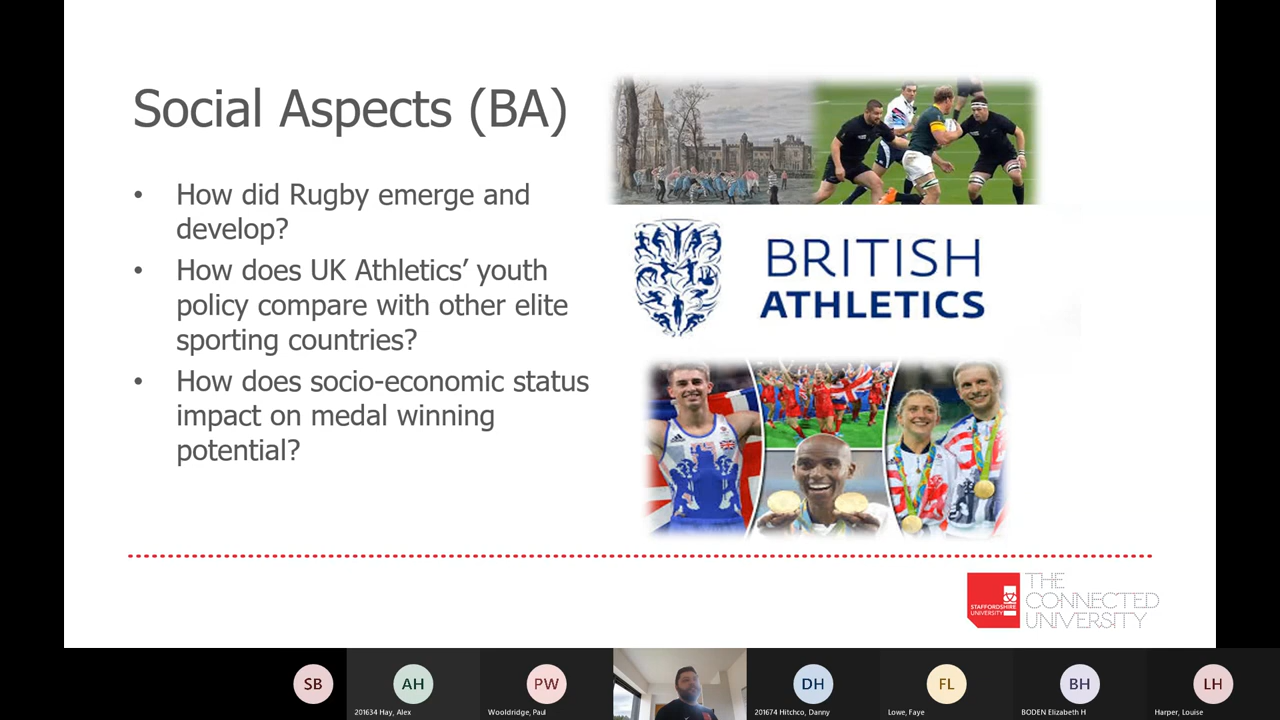 Social Aspects (BA)
• How did Rugby emerge and
develop?
• How does UK Athletics’ youth
policy compare with other elite
sporting countries?
• How does socio-economic status
impact on medal winning
potential?
BRITISH
ATHLETICS
STAFFORDSHIRE
UNIVERSITY
THE
CONNECTED
UNIVERSITY
SB
AH
PW
DH
FL
BH
LH
201634 Hay, Alex
Wooldridge, Paul
201674 Hitchco, Danny
Lowe, Faye
BODEN Elizabeth H
Harper, Louise